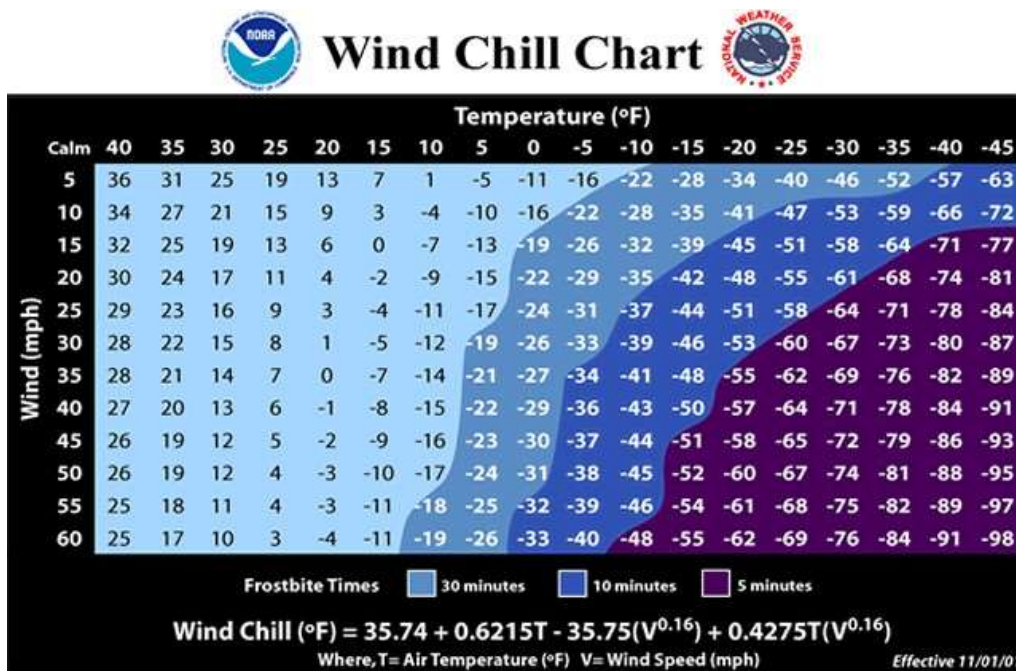 NOAA
Wind Chill Chart
NATIONAL WEATHER SERVICE
Temperature (ºF)
Calm 40 35 30 25 20 15 10 5 0 -5 -10 -15 -20 -25 -30 -35 -40 -45
5 36 31 25 19 13 7 1 -5 -11 -16 -22 -28 -34 -40 -46 -52 -57 -63
10 34 27 21 15 9 3 -4 -10 -16 -22 -28 -35 -41 -47 -53 -59 -66 -72
15 32 25 19 13 6 0 -7 -13 -19 -26 -32 -39 -45 -51 -58 -64 -71 -77
20 30 24 17 11 4 -2 -9 -15 -22 -29 -35 -42 -48 -55 -61 -68 -74 -81
25 29 23 16 9 3 -4 -11 -17 -24 -31 -37 -44 -51 -58 -64 -71 -78 -84
30 28 22 15 8 1 -5 -12 -19 -26 -33 -39 -46 -53 -60 -67 -73 -80 -87
35 28 21 14 7 0 -7 -14 -21 -27 -34 -41 -48 -55 -62 -69 -76 -82 -89
40 27 20 13 6 -1 -8 -15 -22 -29 -36 -43 -50 -57 -64 -71 -78 -84 -91
45 26 19 12 5 -2 -9 -16 -23 -30 -37 -44 -51 -58 -65 -72 -79 -86 -93
50 26 19 12 4 -3 -10 -17 -24 -31 -38 -45 -52 -60 -67 -74 -81 -88 -95
55 25 18 11 4 -3 -11 -18 -25 -32 -39 -46 -54 -61 -68 -75 -82 -89 -97
60 25 17 10 3 -4 -11 -19 -26 -33 -40 -48 -55 -62 -69 -76 -84 -91 -98
Wind (mph)
Frostbite Times 30 minutes 10 minutes 5 minutes
Wind Chill (ºF) = 35.74 + 0.6215T - 35.75(V^0.16) + 0.4275T(V^0.16)
Where, T= Air Temperature (ºF) V= Wind Speed (mph)
Effective 11/01/0